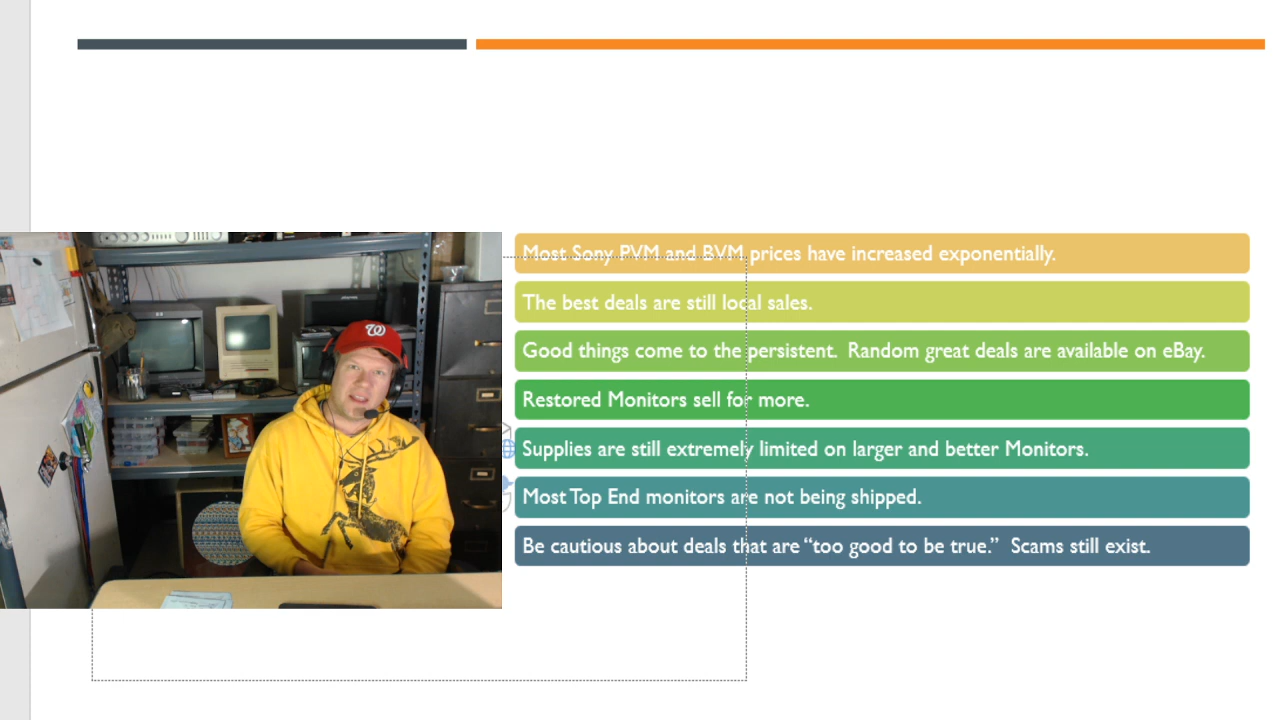 Most Sony PVM and BVM prices have increased exponentially.
The best deals are still local sales.
Good things come to the persistent.  Random great deals are available on eBay.
Restored Monitors sell for more.
Supplies are still extremely limited on larger and better Monitors.
Most Top End monitors are not being shipped.
Be cautious about deals that are “too good to be true.”  Scams still exist.
W